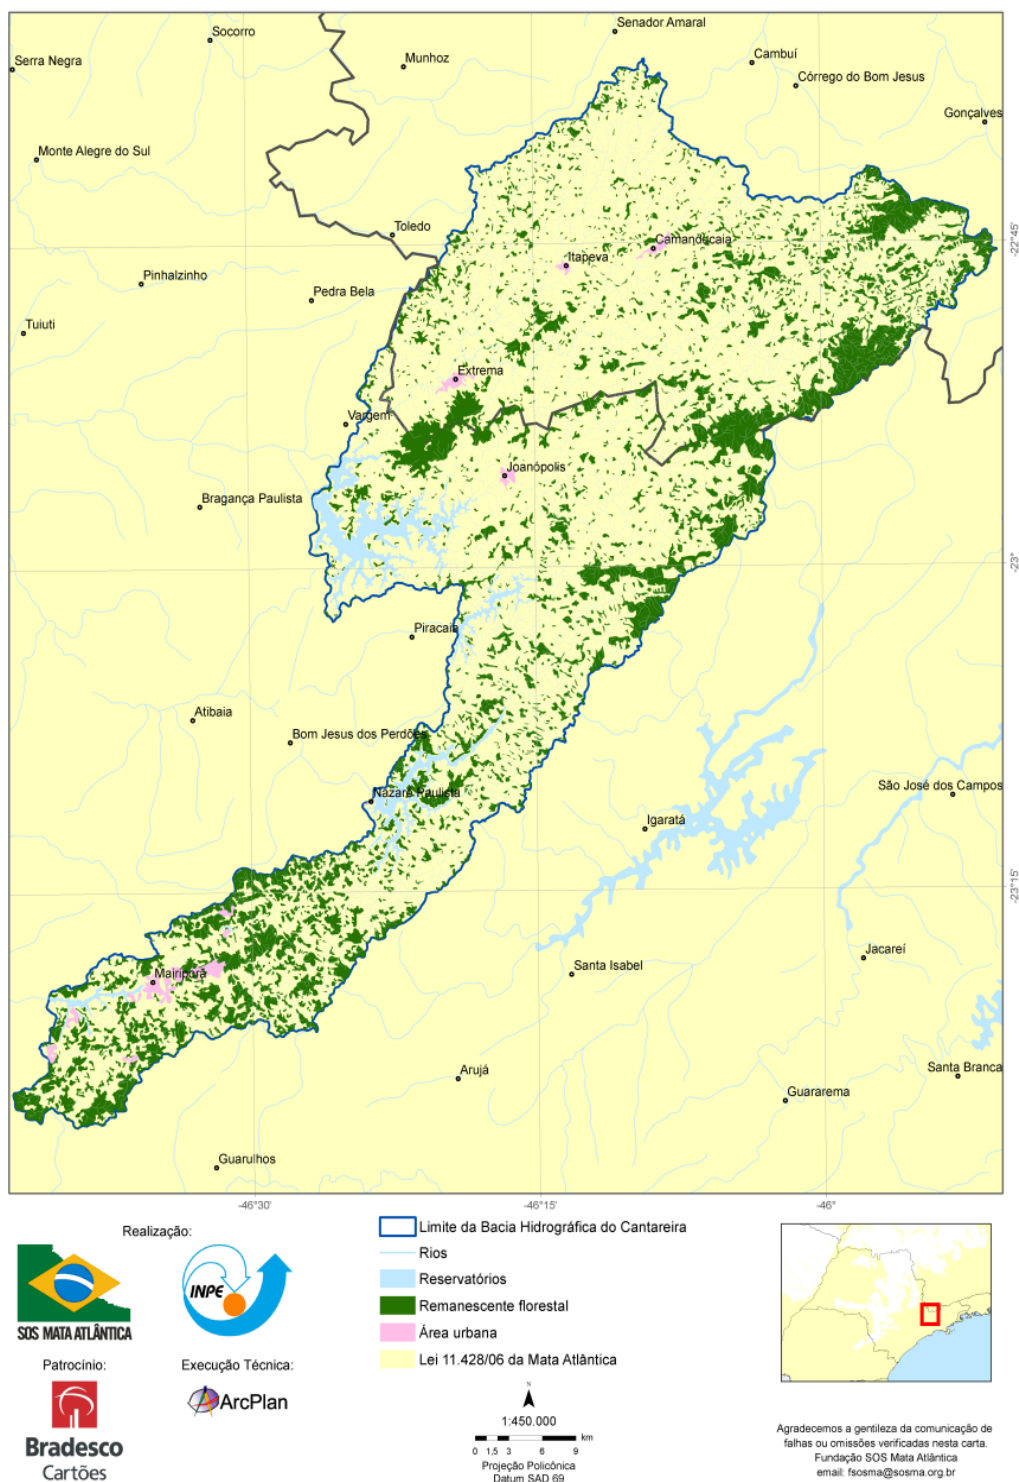 Socorro
Senador Amaral
Serra Negra
Munhoz
Cambuí
Córrego do Bom Jesus
Gonçalves
Monte Alegre do Sul
Toledo
Camanducaia
-22°45'
Itapeva
Pinhalzinho
Pedra Bela
Tuiuti
Extrema
Vargem
Joanópolis
Bragança Paulista
-23°
Piracaia
Atibaia
Bom Jesus dos Perdões
São José dos Campos
Nazaré Paulista
Igaratá
-23°15'
Jacareí
Mairiporã
Santa Isabel
Arujá
Santa Branca
Guararema
Guarulhos
-46°30'
-46°15'
-46°
Realização:
SOS MATA ATLÂNTICA
INPE
Patrocínio:
Execução Técnica:
Bradesco
Cartões
ArcPlan
Limite da Bacia Hidrográfica do Cantareira
Rios
Reservatórios
Remanescente florestal
Área urbana
Lei 11.428/06 da Mata Atlântica
N
1:450.000
km
0 1,5 3 6 9
Projeção Policônica
Datum SAD 69
Agradecemos a gentileza da comunicação de
falhas ou omissões verificadas nesta carta.
Fundação SOS Mata Atlântica
email: fsosma@sosma.org.br